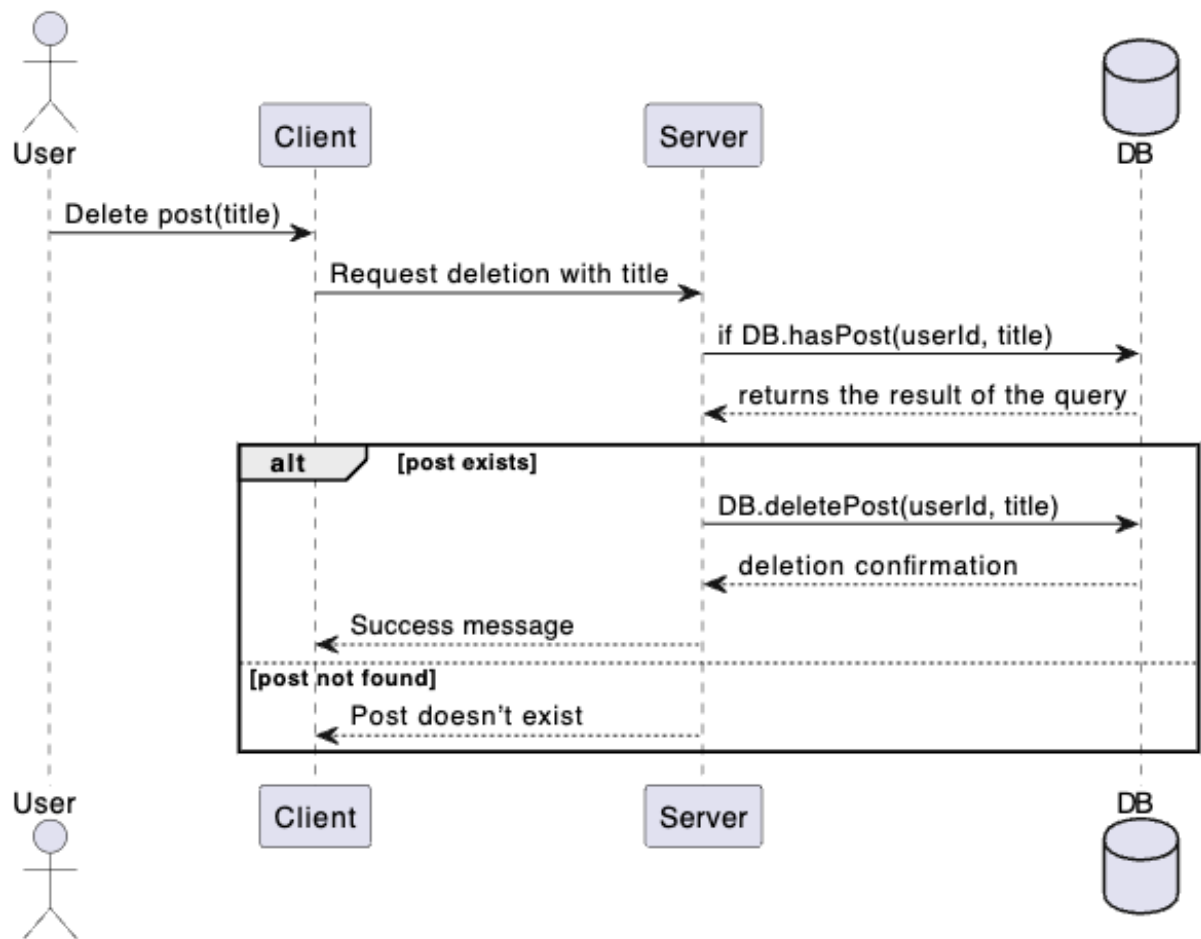 User
Client
Server
DB
Delete post(title)
Request deletion with title
if DB.hasPost(userId, title)
returns the result of the query
alt
[post exists]
DB.deletePost(userId, title)
deletion confirmation
Success message
[post not found]
Post doesn't exist
User
Client
Server
DB